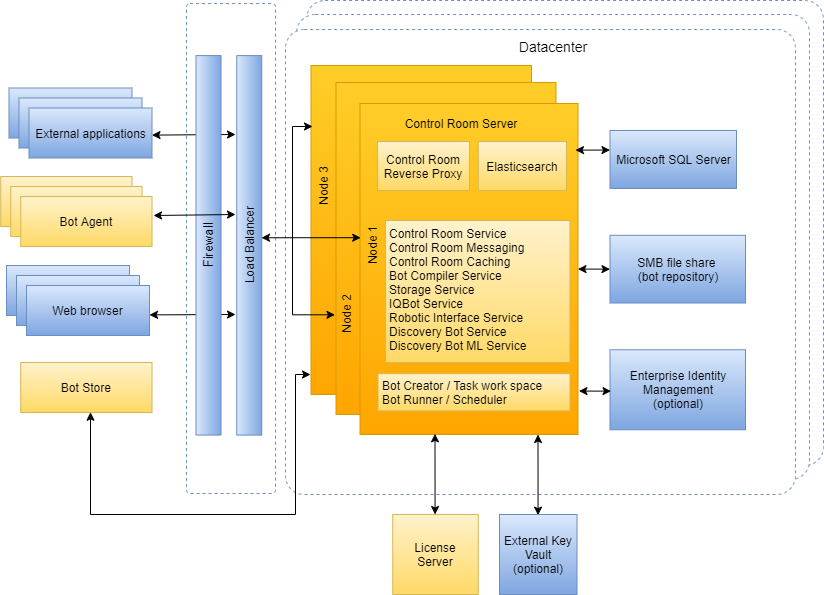 Datacenter
Control Room Server
External applications
Control Room
Reverse Proxy
Elasticsearch
Microsoft SQL Server
Node 3
Bot Agent
Firewall
Load Balancer
Node 1
Control Room Service
Control Room Messaging
Control Room Caching
Bot Compiler Service
Storage Service
IQBot Service
Robotic Interface Service
Discovery Bot Service
Discovery Bot ML Service
SMB file share
(bot repository)
Web browser
Node 2
Bot Store
Bot Creator / Task work space
Bot Runner / Scheduler
Enterprise Identity
Management
(optional)
License
Server
External Key
Vault
(optional)